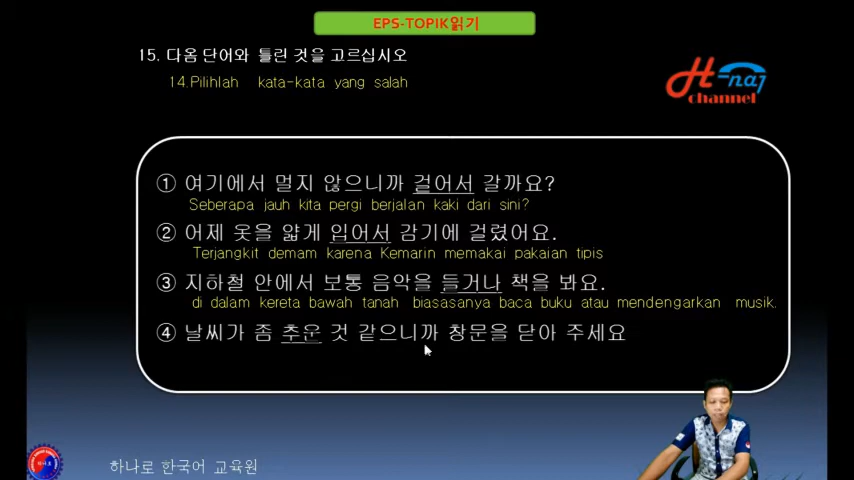 EPS-TOPIK읽기
15. 다옴 단어와 틀린 것을 고르십시오
14.Pilihlah kata-kata yang salah
H-naj
channel
① 여기에서 멀지 않으니까 걸어서 갈까요?
Seberapa jauh kita pergi berjalan kaki dari sini?
② 어제 옷을 얇게 입어서 감기에 걸렸어요.
Terjangkit demam karena Kemarin memakai pakaian tipis
③ 지하철 안에서 보통 음악을 들거나 책을 봐요.
di dalam kereta bawah tanah biasasanya baca buku atau mendengarkan musik.
④ 날씨가 좀 추운 것 같으니까 창문을 닫아 주세요
하나로 한국어 교육원